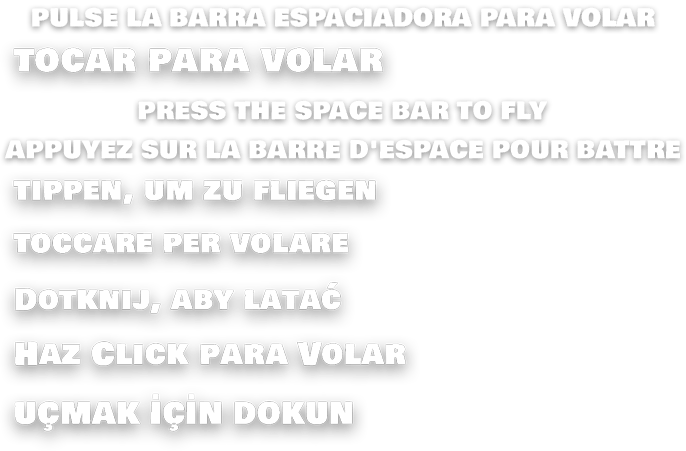 PULSE LA BARRA ESPACIADORA PARA VOLAR
TOCAR PARA VOLAR
PRESS THE SPACE BAR TO FLY
APPUYEZ SUR LA BARRE D'ESPACE POUR BATTRE
TIPPEN, UM ZU FLIEGEN
TOCCARE PER VOLARE
DOTKNIJ, ABY LATAĆ
HAZ CLICK PARA VOLAR
UÇMAK İÇİN DOKUN